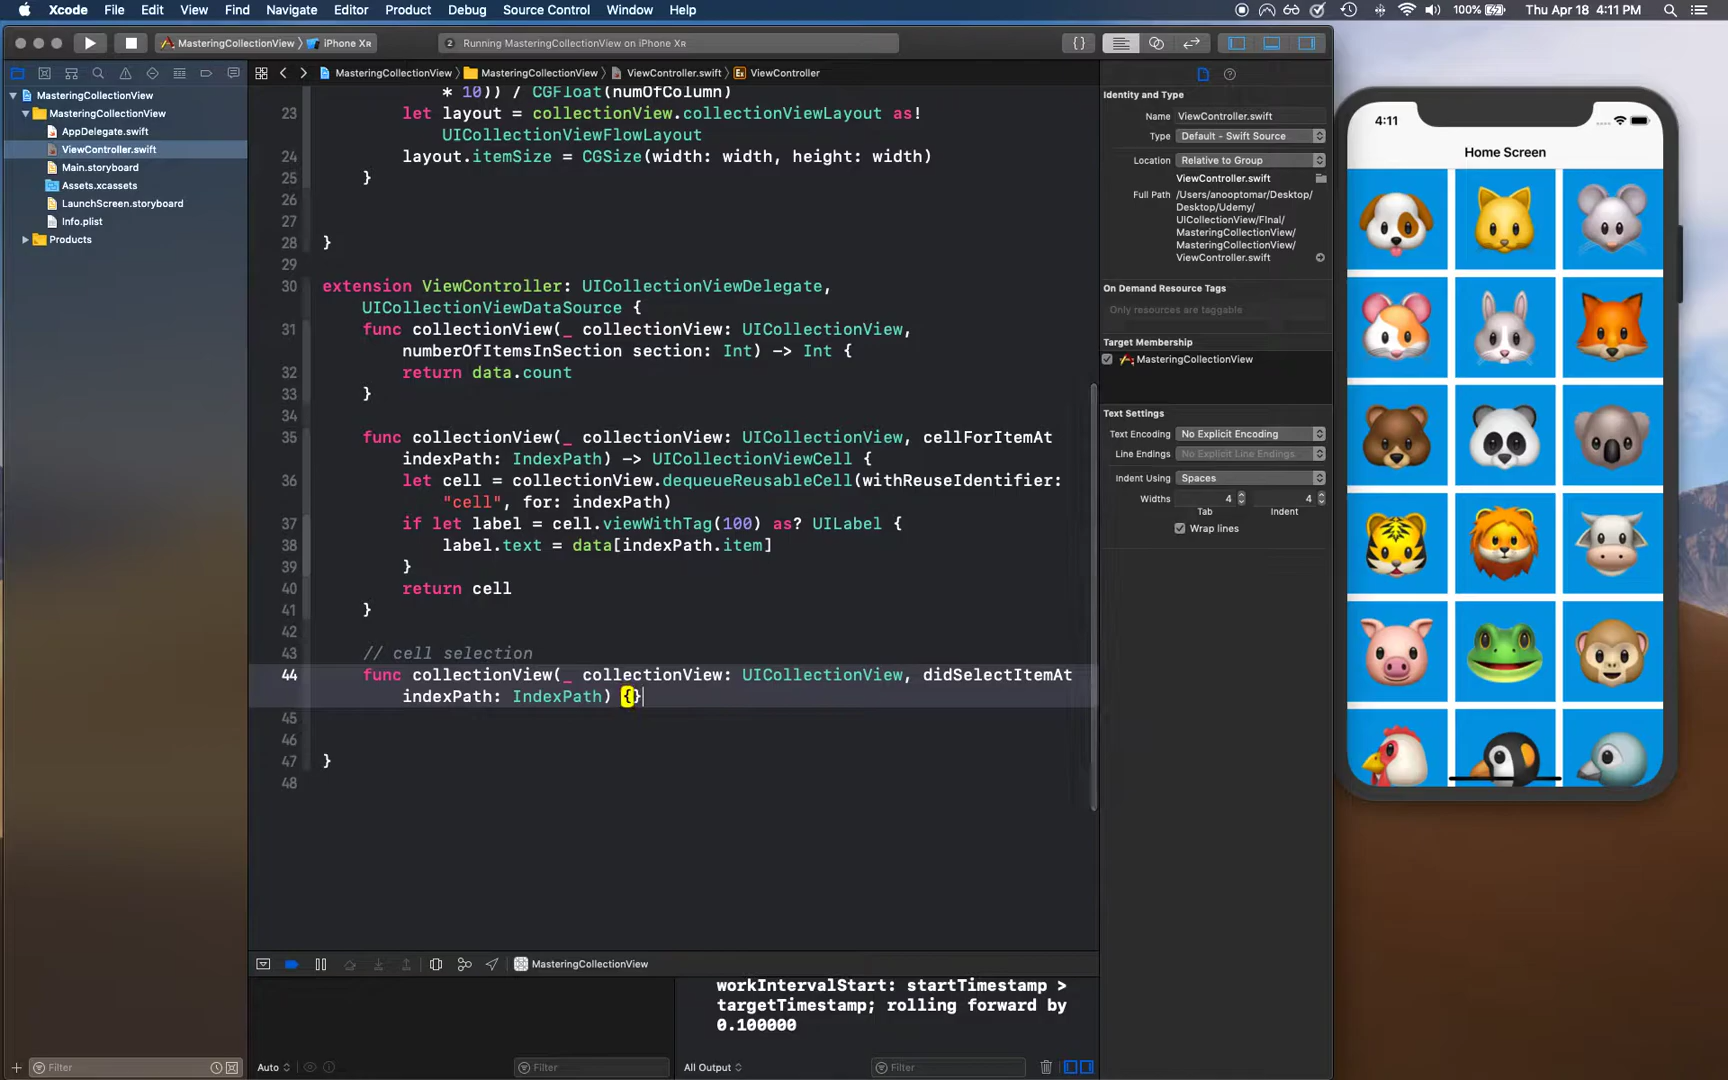 Xcode File Edit View Find Navigate Editor Product Debug Source Control Window Help 100% Thu Apr 18 4:11 PM
MasteringCollectionView iPhone XR
2 Running MasteringCollectionView on iPhone XR
MasteringCollectionView
MasteringCollectionView
AppDelegate.swift
ViewController.swift
Main.storyboard
Assets.xcassets
LaunchScreen.storyboard
Info.plist
Products
Filter
MasteringCollectionView MasteringCollectionView ViewController.swift Ex ViewController
* 10)) / CGFloat(numOfColumn)
23 let layout = collectionView.collectionViewLayout as!
UICollectionViewFlowLayout
24 layout.itemSize = CGSize(width: width, height: width)
25 }
26
27
28 }
29
30 extension ViewController: UICollectionViewDelegate,
UICollectionViewDataSource {
31 func collectionView(_ collectionView: UICollectionView,
numberOfItemsInSection section: Int) -> Int {
32 return data.count
33 }
34
35 func collectionView(_ collectionView: UICollectionView, cellForItemAt
indexPath: IndexPath) -> UICollectionViewCell {
36 let cell = collectionView.dequeueReusableCell(withReuseIdentifier:
"cell", for: indexPath)
37 if let label = cell.viewWithTag(100) as? UILabel {
38 label.text = data[indexPath.item]
39 }
40 return cell
41 }
42
43 // cell selection
44 func collectionView(_ collectionView: UICollectionView, didSelectItemAt
indexPath: IndexPath) {}
45
46
47 }
48
MasteringCollectionView
workIntervalStart: startTimestamp >
targetTimestamp; rolling forward by
0.100000
Auto
Filter
All Output
Filter
Identity and Type
Name ViewController.swift
Type Default - Swift Source
Location Relative to Group
ViewController.swift
Full Path /Users/anooptomar/Desktop/
Desktop/Udemy/
UICollectionView/FInal/
MasteringCollectionView/
MasteringCollectionView/
ViewController.swift
On Demand Resource Tags
Only resources are taggable
Target Membership
MasteringCollectionView
Text Settings
Text Encoding No Explicit Encoding
Line Endings No Explicit Line Endings
Indent Using Spaces
Widths 4 4
Tab Indent
Wrap lines
4:11
Home Screen